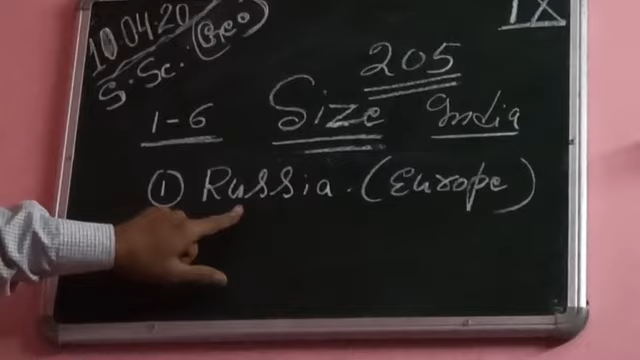 10.04.20
IX
S.Sc. (Geo)
205
1-6 Size India
① Russia. (Europe)